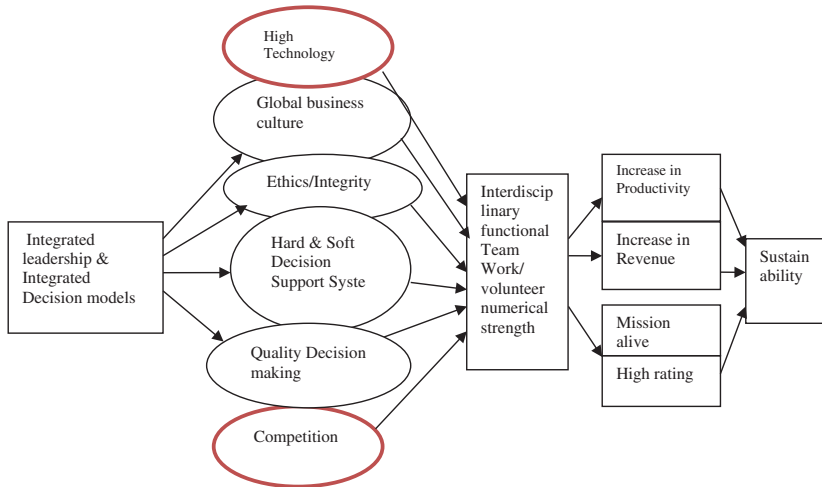 High
Technology
Global business
culture
Ethics/Integrity
Hard & Soft
Decision
Support Syste
Quality Decision
making
Competition
Integrated
leadership &
Integrated
Decision models
Interdiscip
linary
functional
Team
Work/
volunteer
numerical
strength
Increase in
Productivity
Increase in
Revenue
Mission
alive
High rating
Sustain
ability